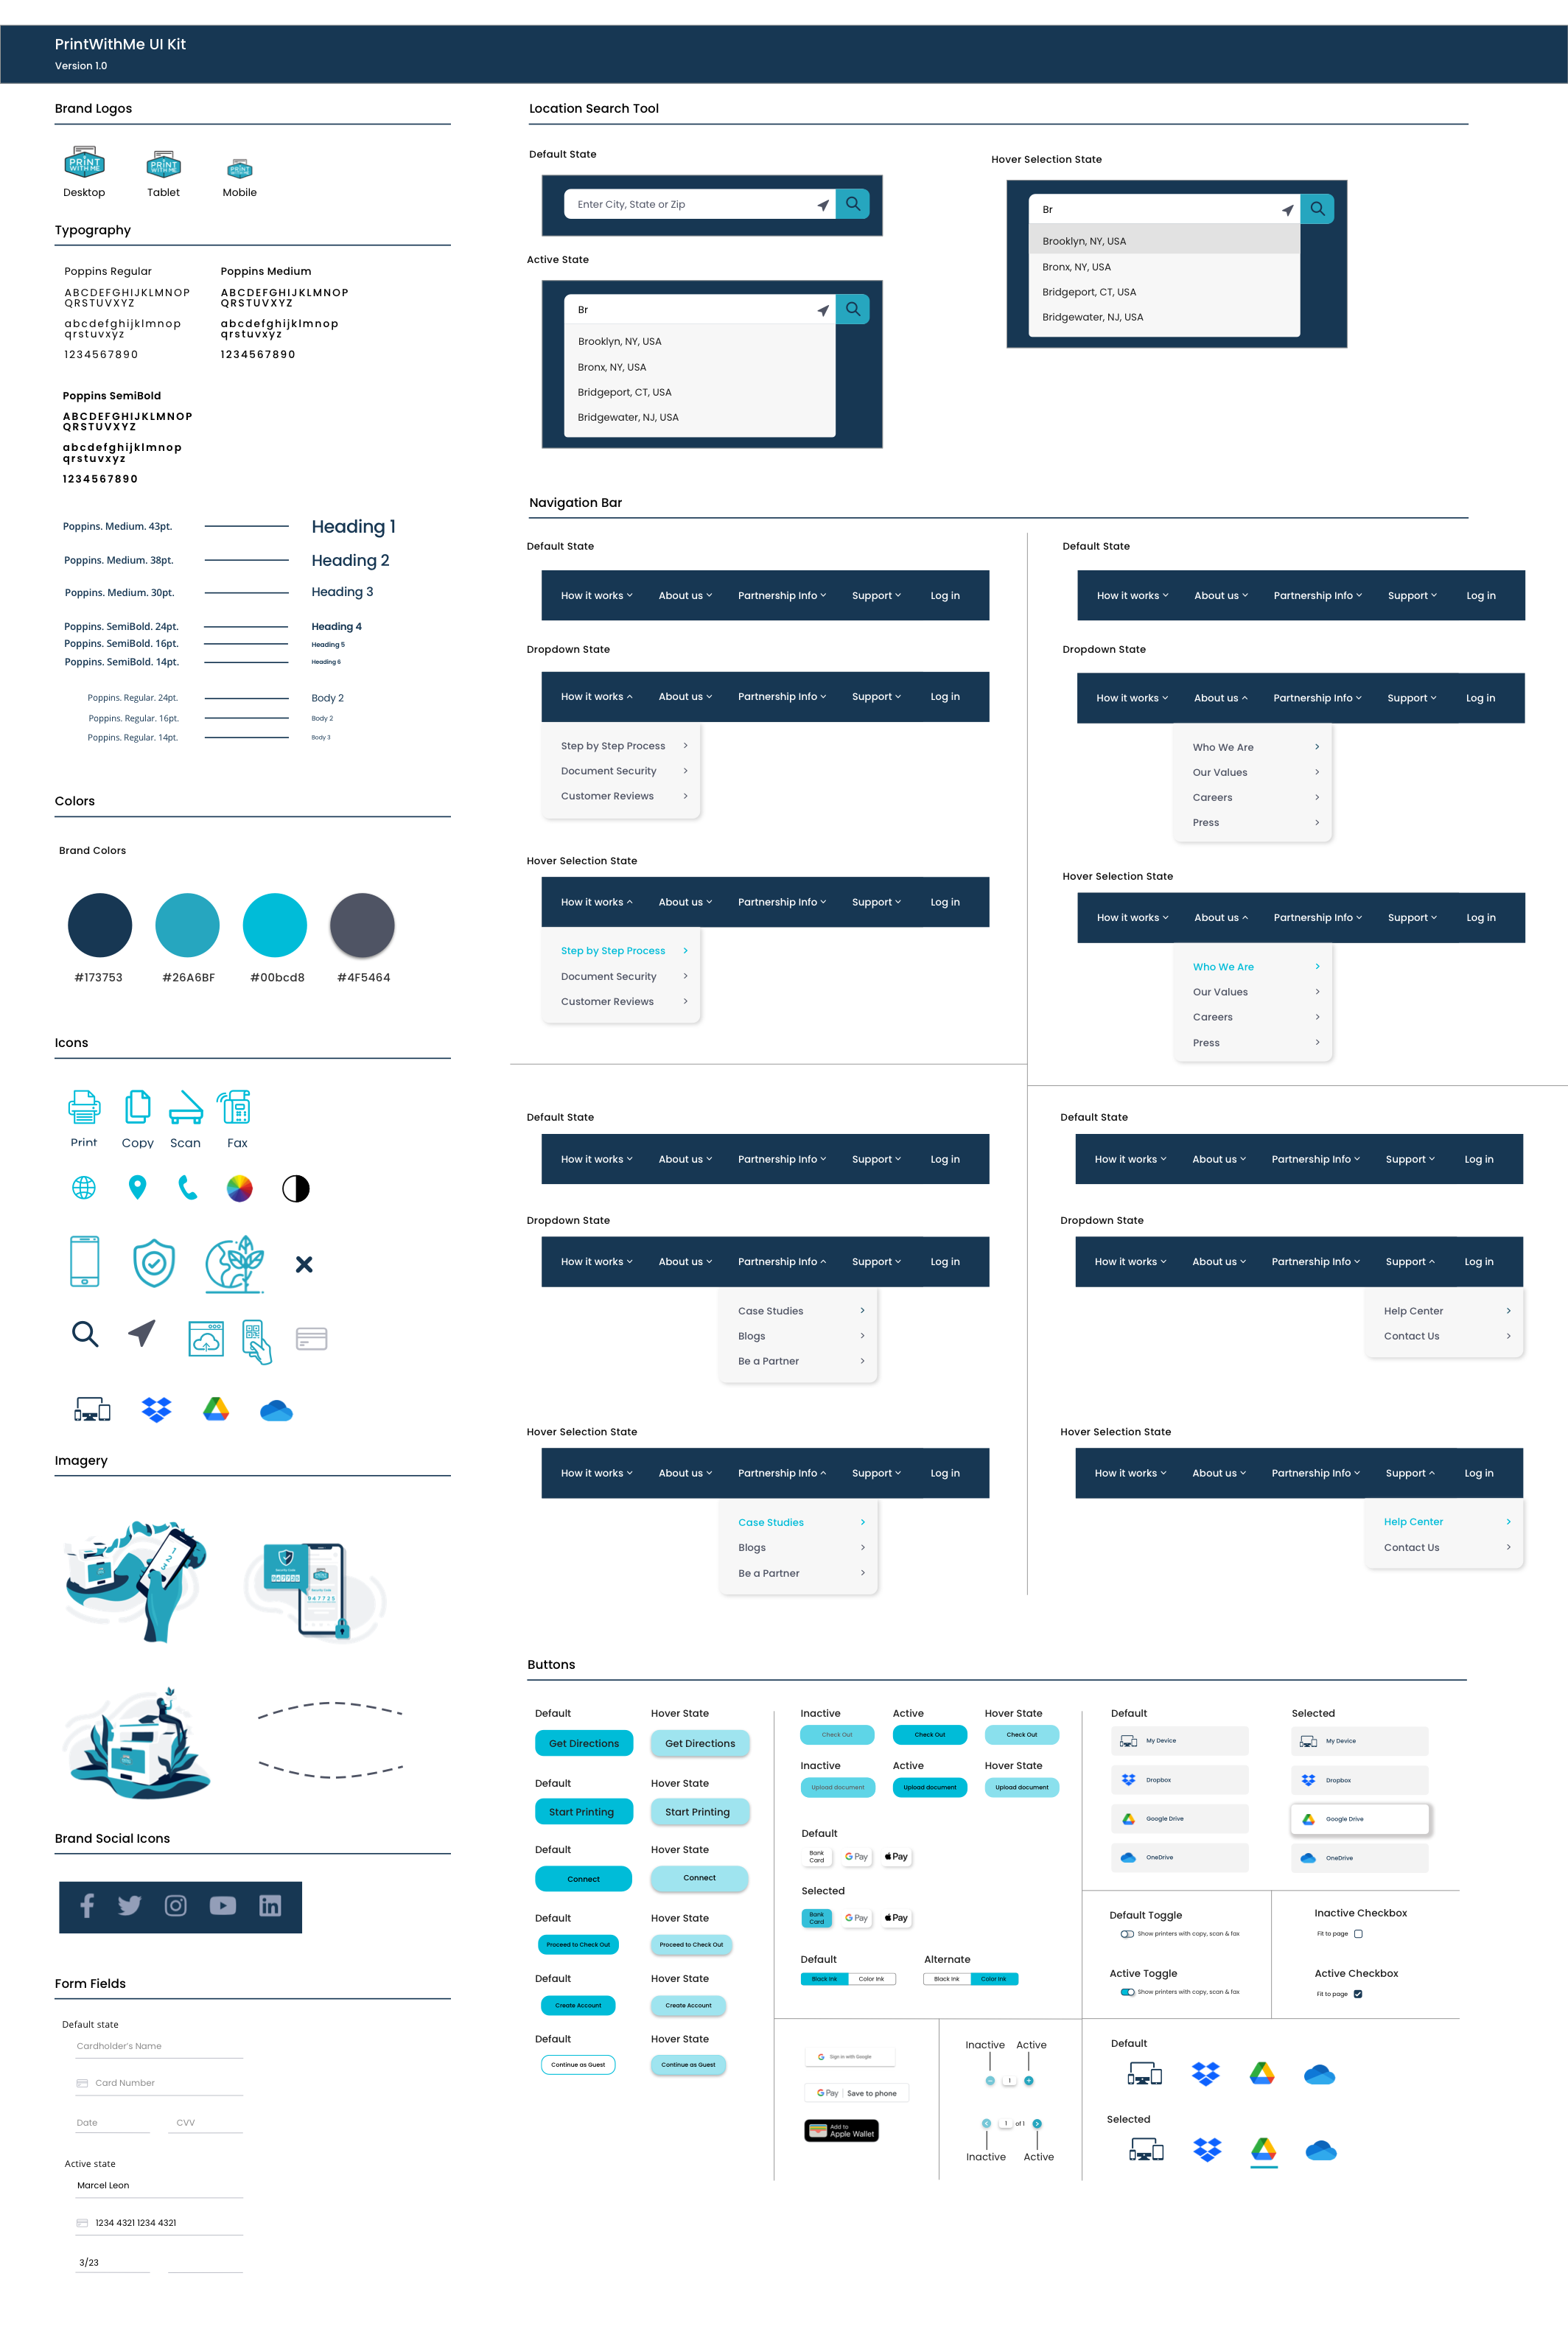 PrintWithMe UI Kit
Version 1.0
Brand Logos
PRINT
WITH ME
PRINT
WITH ME
PRINT
WITH ME
Desktop
Tablet
Mobile
Typography
Poppins Regular
ABCDEFGHIJKLMNOP
QRSTUVXYZ
abcdefghijklmnop
qrstuvxyz
1234567890
Poppins Medium
ABCDEFGHIJKLMNOP
QRSTUVXYZ
abcdefghijklmnop
qrstuvxyz
1234567890
Poppins SemiBold
ABCDEFGHIJKLMNOP
QRSTUVXYZ
abcdefghijklmnop
qrstuvxyz
1234567890
Poppins. Medium. 43pt. Heading 1
Poppins. Medium. 38pt. Heading 2
Poppins. Medium. 30pt. Heading 3
Poppins. SemiBold. 24pt. Heading 4
Poppins. SemiBold. 16pt. Heading 5
Poppins. SemiBold. 14pt. Heading 6
Poppins. Regular. 24pt. Body 2
Poppins. Regular. 16pt. Body 2
Poppins. Regular. 14pt. Body 3
Colors
Brand Colors
#173753 #26A6BF #00bcd8 #4F5464
Icons
Print Copy Scan Fax
Imagery
Brand Social Icons
Form Fields
Default state
Cardholder's Name
Card Number
Date CVV
Active state
Marcel Leon
1234 4321 1234 4321
3/23
Location Search Tool
Default State
Enter City, State or Zip
Active State
Br
Brooklyn, NY, USA
Bronx, NY, USA
Bridgeport, CT, USA
Bridgewater, NJ, USA
Hover Selection State
Br
Brooklyn, NY, USA
Bronx, NY, USA
Bridgeport, CT, USA
Bridgewater, NJ, USA
Navigation Bar
Default State
How it works About us Partnership Info Support Log in
Dropdown State
How it works About us Partnership Info Support Log in
Step by Step Process
Document Security
Customer Reviews
Hover Selection State
How it works About us Partnership Info Support Log in
Step by Step Process
Document Security
Customer Reviews
Default State
How it works About us Partnership Info Support Log in
Dropdown State
How it works About us Partnership Info Support Log in
Who We Are
Our Values
Careers
Press
Hover Selection State
How it works About us Partnership Info Support Log in
Who We Are
Our Values
Careers
Press
Default State
How it works About us Partnership Info Support Log in
Dropdown State
How it works About us Partnership Info Support Log in
Case Studies
Blogs
Be a Partner
Hover Selection State
How it works About us Partnership Info Support Log in
Case Studies
Blogs
Be a Partner
Default State
How it works About us Partnership Info Support Log in
Dropdown State
How it works About us Partnership Info Support Log in
Help Center
Contact Us
Hover Selection State
How it works About us Partnership Info Support Log in
Help Center
Contact Us
Buttons
Default Hover State
Get Directions Get Directions
Default Hover State
Start Printing Start Printing
Default Hover State
Connect Connect
Default Hover State
Proceed to Check Out Proceed to Check Out
Default Hover State
Create Account Create Account
Default Hover State
Continue as Guest Continue as Guest
Inactive Active Hover State
Check Out Check Out Check Out
Inactive Active Hover State
Upload document Upload document Upload document
Default
Bank
Card
G Pay
Pay
Selected
Bank
Card
G Pay
Pay
Default Alternate
Black Ink Color Ink Black Ink Color Ink
Sign in with Google
G Pay Save to phone
Add to
Apple Wallet
Inactive Active
1
1 of 1
Inactive Active
Default
My Device
Dropbox
Google Drive
OneDrive
Selected
My Device
Dropbox
Google Drive
OneDrive
Default Toggle
Show printers with copy, scan & fax
Active Toggle
Show printers with copy, scan & fax
Inactive Checkbox
Fit to page
Active Checkbox
Fit to page
Default
Selected